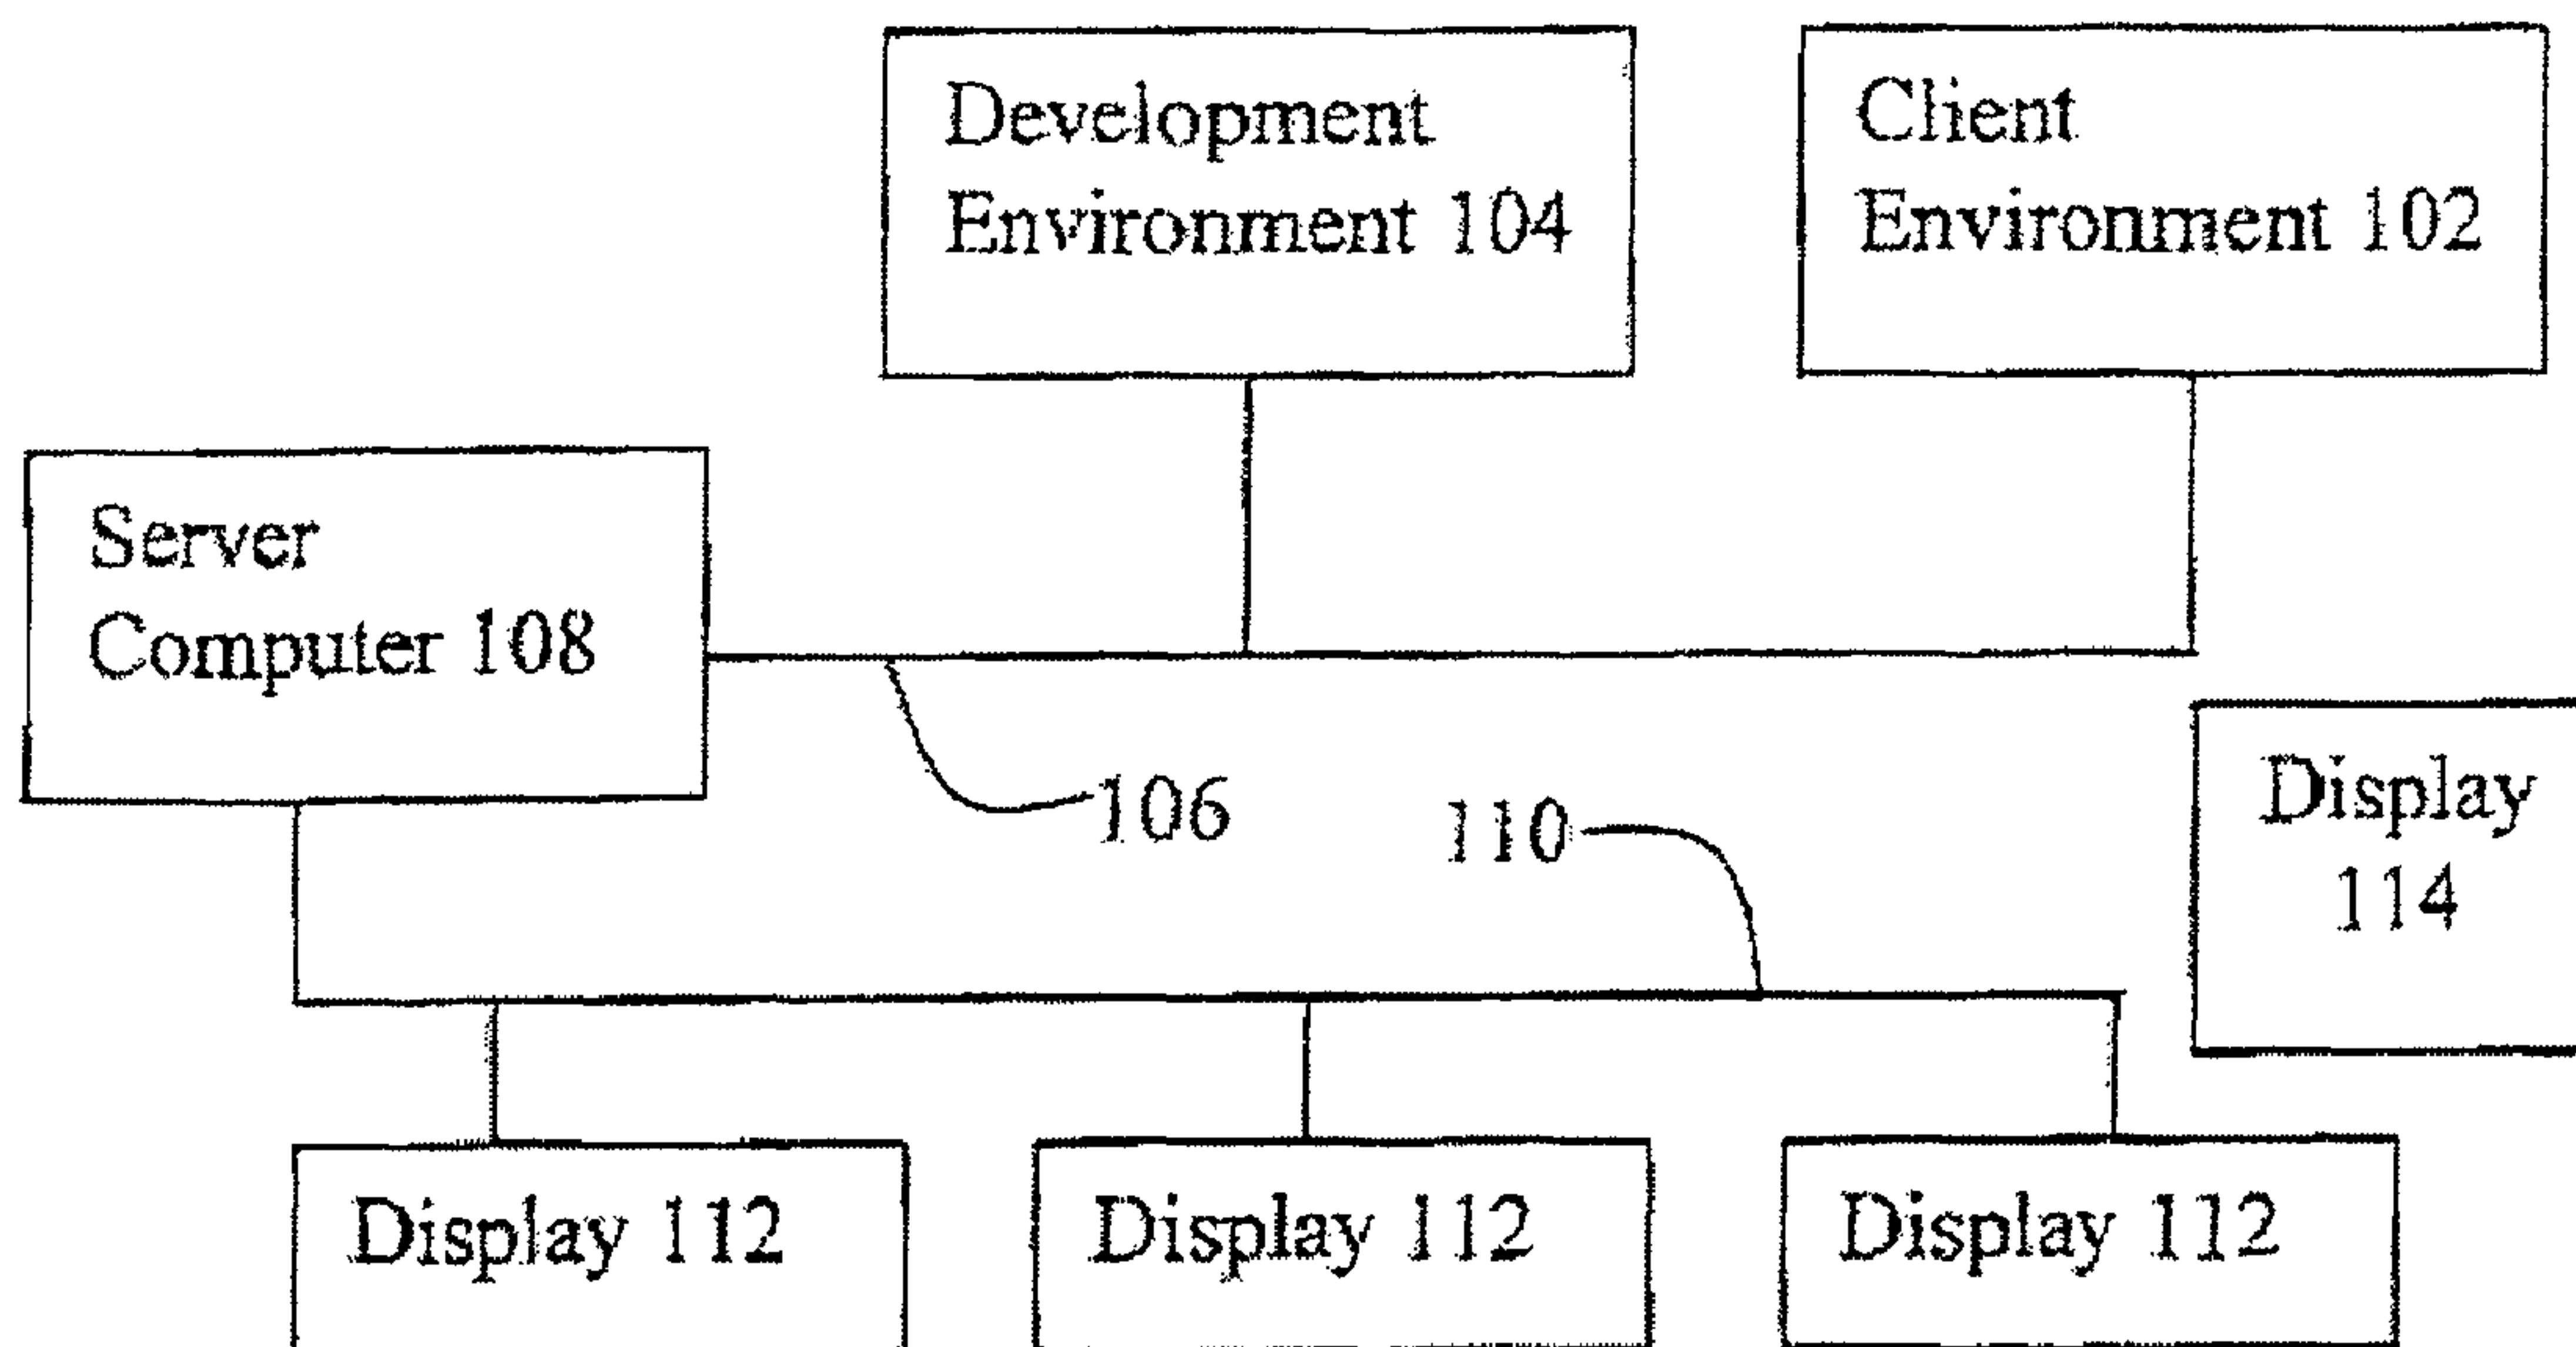 Development
Environment 104
Client
Environment 102
Server
Computer 108
106
110
Display
114
Display 112
Display 112
Display 112